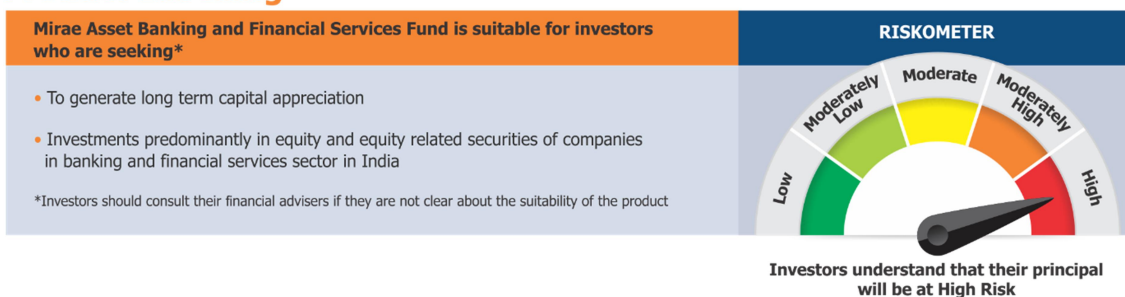 Mirae Asset Banking and Financial Services Fund is suitable for investors
who are seeking*
• To generate long term capital appreciation
• Investments predominantly in equity and equity related securities of companies
in banking and financial services sector in India
*Investors should consult their financial advisers if they are not clear about the suitability of the product
RISKOMETER
Low
Moderately
Low
Moderate
Moderately
High
High
Investors understand that their principal
will be at High Risk